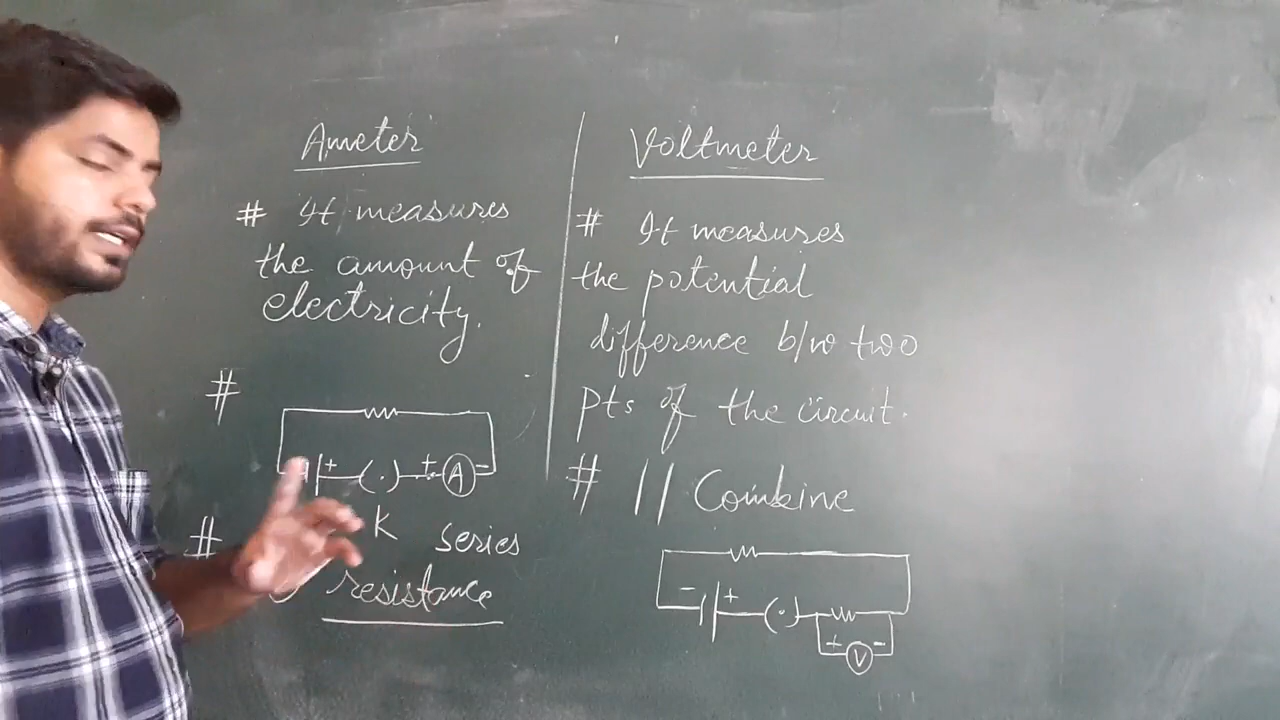 Ameter
# It measures
the amount of
electricity.
#
+ (.) + A -
K series
# resistance
Voltmeter
# It measures
the potential
difference b/w two
pts of the circuit.
# // Combine
- + (.)
+ V -